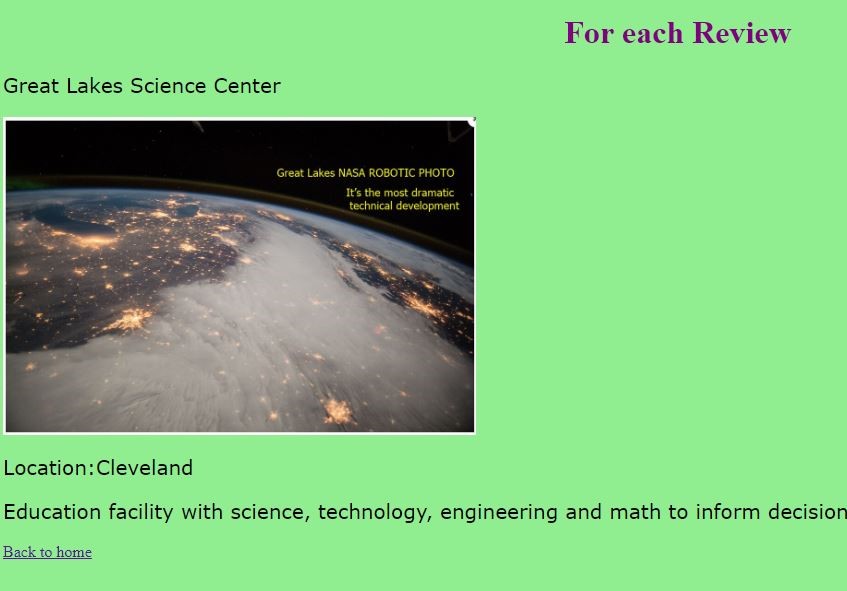 For each Review
Great Lakes Science Center
Great Lakes NASA ROBOTIC PHOTO
It's the most dramatic
technical development
Location:Cleveland
Education facility with science, technology, engineering and math to inform decision
Back to home